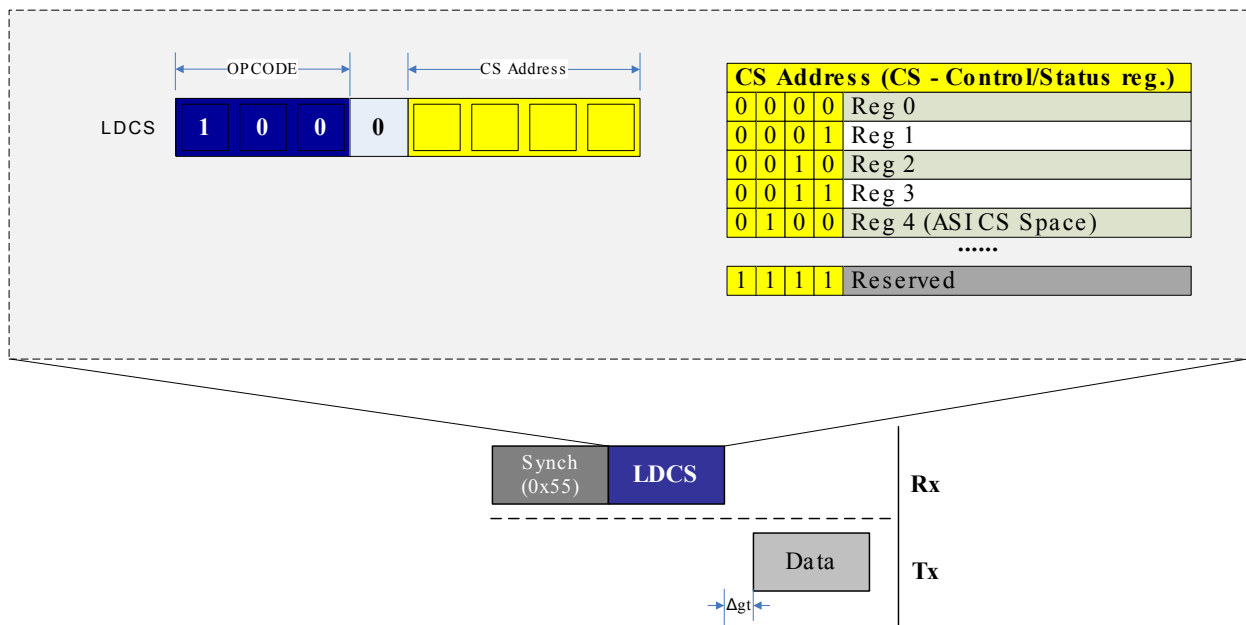 OPCODE CS Address
LDCS 1 0 0 0
CS Address (CS - Control/Status reg.)
0 0 0 0 Reg 0
0 0 0 1 Reg 1
0 0 1 0 Reg 2
0 0 1 1 Reg 3
0 1 0 0 Reg 4 (ASICS Space)
......
1 1 1 1 Reserved
Synch
(0x55)
LDCS
Rx
Data
Tx
Δgt